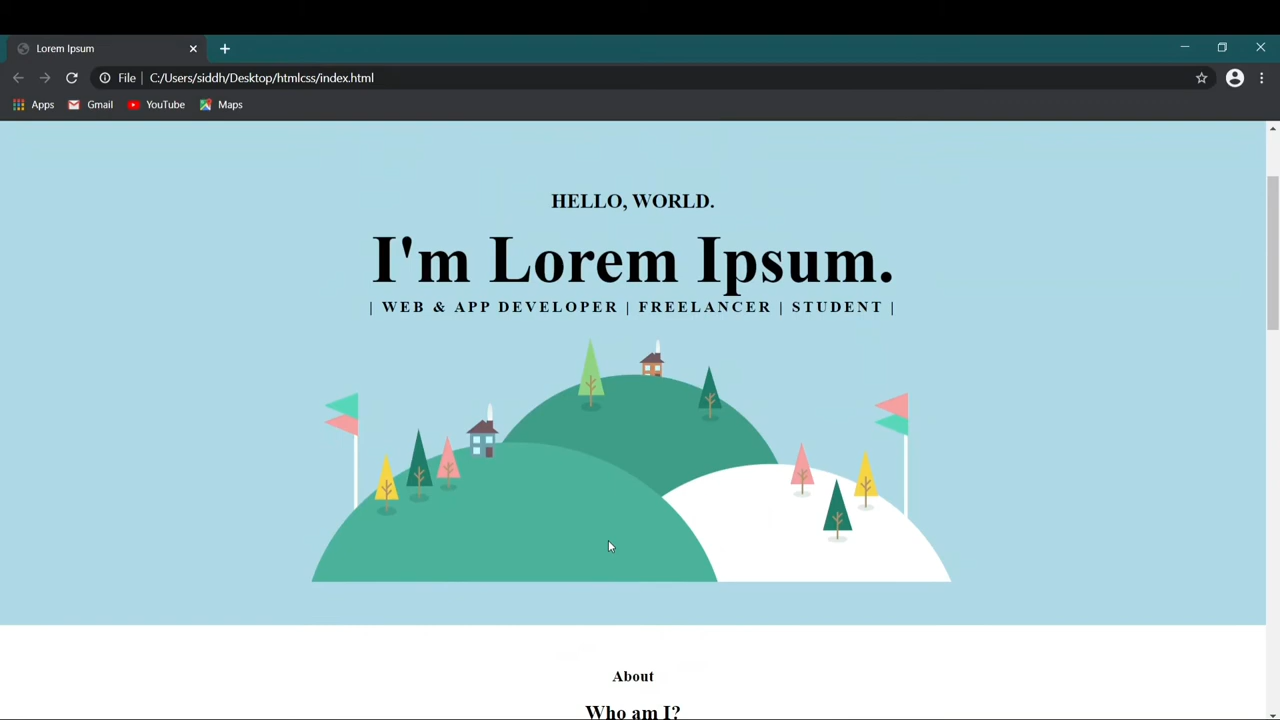 Lorem Ipsum
File | C:/Users/siddh/Desktop/htmlcss/index.html
Apps Gmail YouTube Maps
HELLO, WORLD.
I'm Lorem Ipsum.
| WEB & APP DEVELOPER | FREELANCER | STUDENT |
About
Who am I?